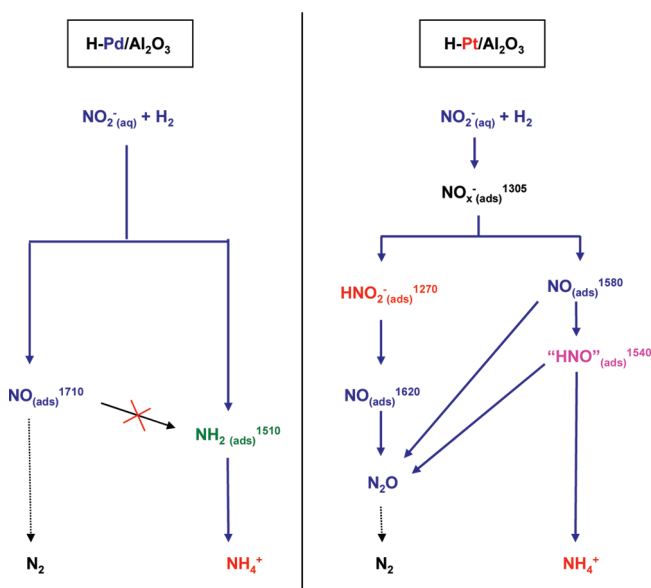 H-Pd/Al₂O₃
NO₂⁻(aq) + H₂
NO(ads)¹⁷¹⁰
NH₂ (ads)¹⁵¹⁰
N₂
NH₄⁺
H-Pt/Al₂O₃
NO₂⁻(aq) + H₂
NOₓ⁻(ads)¹³⁰⁵
HNO₂⁻(ads)¹²⁷⁰
NO(ads)¹⁵⁸⁰
“HNO”(ads)¹⁵⁴⁰
NO(ads)¹⁶²⁰
N₂O
N₂
NH₄⁺